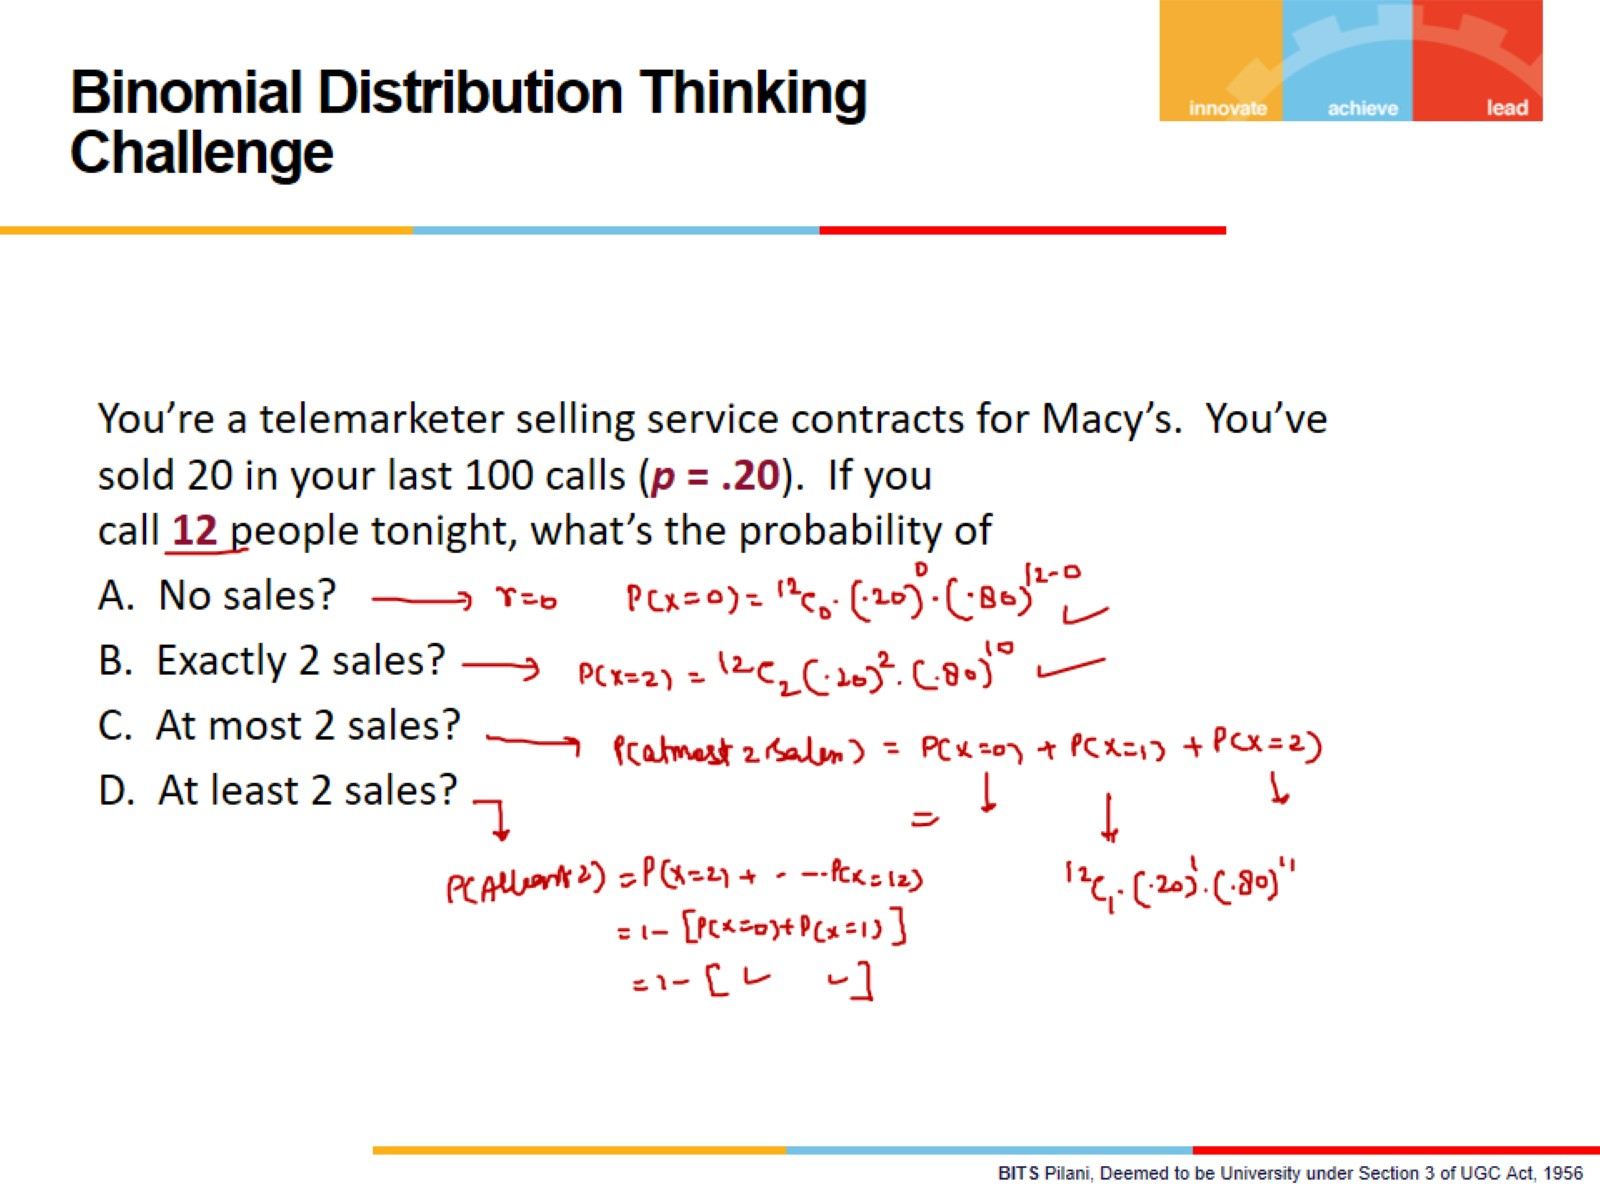 Binomial Distribution Thinking
Challenge
innovate achieve lead
You're a telemarketer selling service contracts for Macy's. You've
sold 20 in your last 100 calls (p = .20). If you
call 12 people tonight, what's the probability of
A. No sales? → r=0 P(X=0) = ¹²C₀ · (.20)⁰ · (.80)¹²⁻⁰ ✓
B. Exactly 2 sales? → P(X=2) = ¹²C₂ (.20)² · (.80)¹⁰ ✓
C. At most 2 sales? → P(atmost 2 sales) = P(X=0) + P(X=1) + P(X=2)
D. At least 2 sales?
=
P(Atleast 2) = P(X=2) + - --- P(X=12)
¹²C₁ · (.20)¹ · (.80)¹¹
= 1 - [P(X=0) + P(X=1)]
= 1 - [ ✓ ✓ ]
BITS Pilani, Deemed to be University under Section 3 of UGC Act, 1956